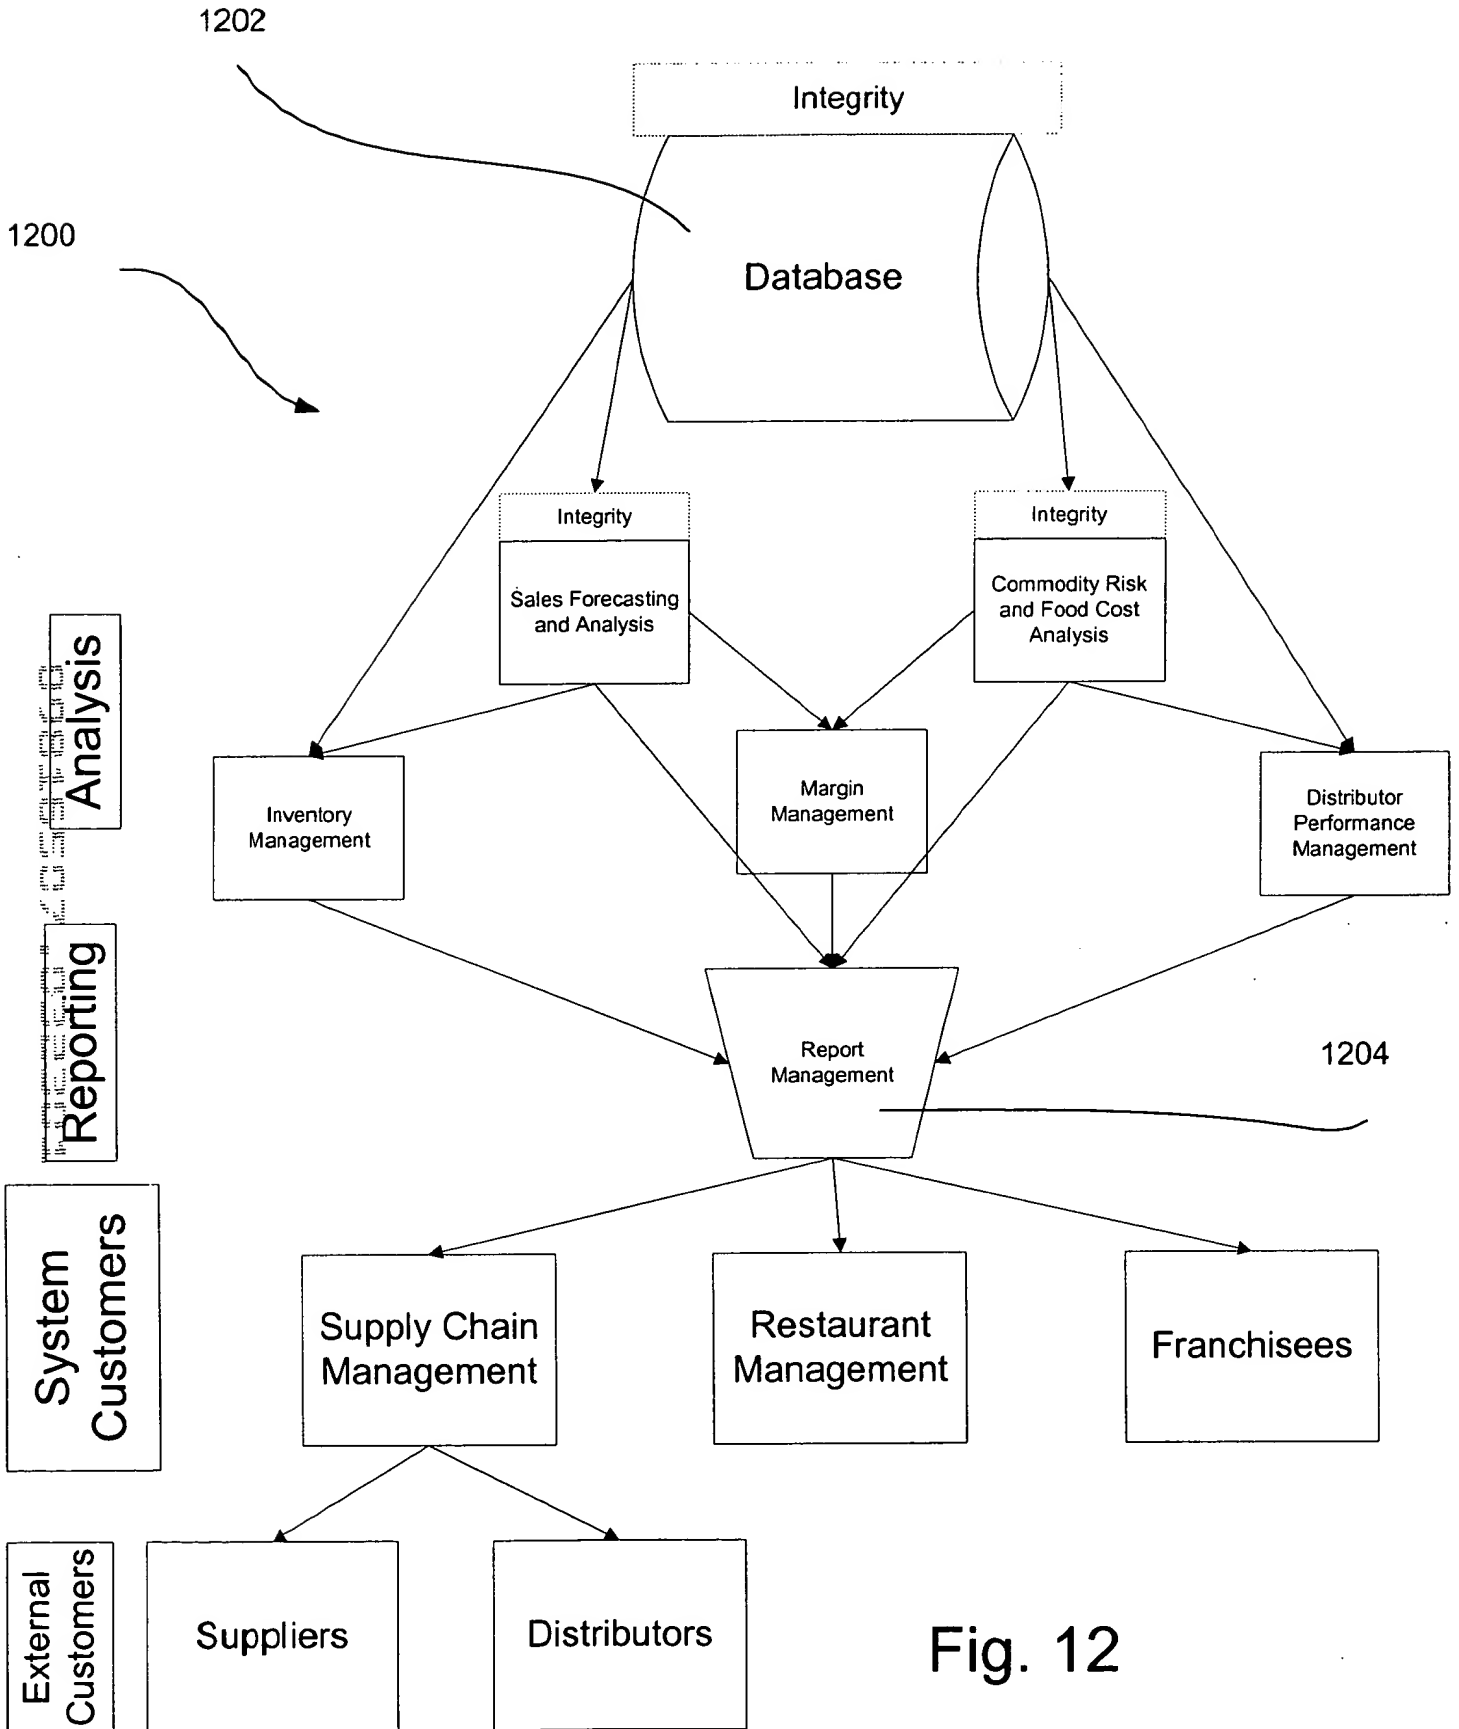 1202
Integrity
1200
Database
Integrity
Integrity
Sales Forecasting
and Analysis
Commodity Risk
and Food Cost
Analysis
Analysis
Inventory
Management
Margin
Management
Distributor
Performance
Management
Reporting
Report
Management
1204
System
Customers
Supply Chain
Management
Restaurant
Management
Franchisees
External
Customers
Suppliers
Distributors
Fig. 12